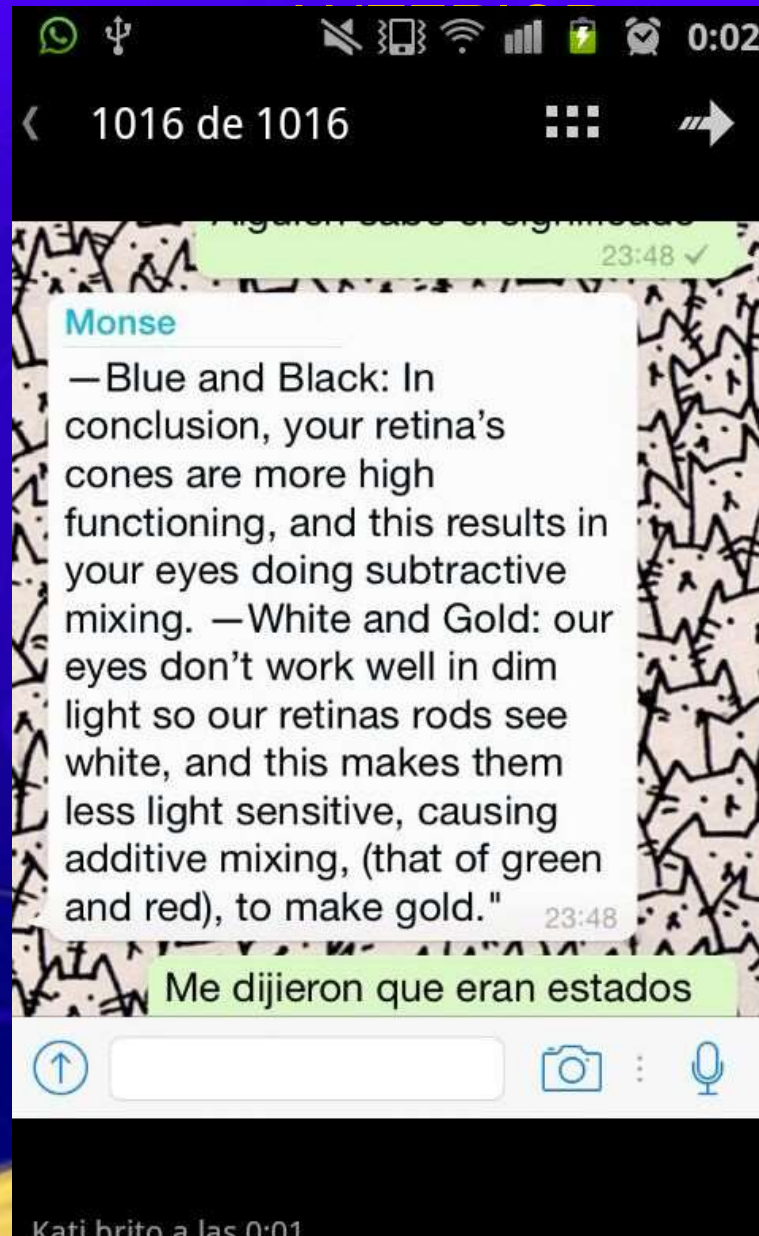 0:02
1016 de 1016
23:48
Monse
—Blue and Black: In
conclusion, your retina’s
cones are more high
functioning, and this results in
your eyes doing subtractive
mixing. —White and Gold: our
eyes don’t work well in dim
light so our retinas rods see
white, and this makes them
less light sensitive, causing
additive mixing, (that of green
and red), to make gold."
23:48
Me dijieron que eran estados
Kati brito a las 0:01